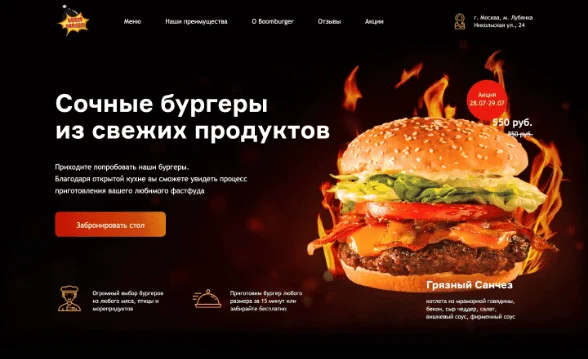 Меню
Наши преимущества
О Boomburger
Отзывы
Акции
г. Москва, м. Лубянка
Никольская ул., 24
Сочные бургеры
из свежих продуктов
Приходите попробовать наши бургеры.
Благодаря открытой кухне вы сможете увидеть процесс
приготовления вашего любимого фастфуда
Забронировать стол
Акция
28.07-29.07
550 руб.
850 руб.
Огромный выбор бургеров
из любого мяса, птицы и
морепродуктов
Приготовим бургер любого
размера за 15 минут или
забирайте бесплатно
Грязный Санчез
котлета из мраморной говядины,
бекон, сыр чеддер, салат,
вишневый соус, фирменный соус